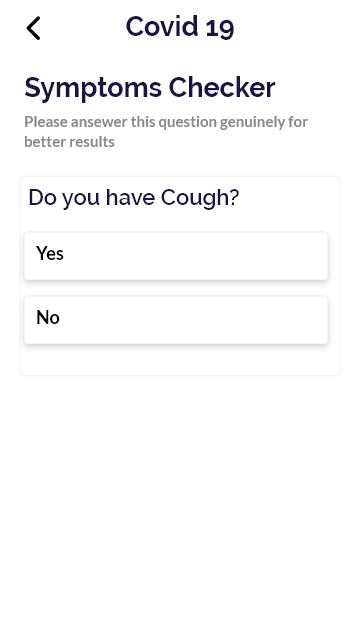 Covid 19
Symptoms Checker
Please ansewer this question genuinely for
better results
Do you have Cough?
Yes
No